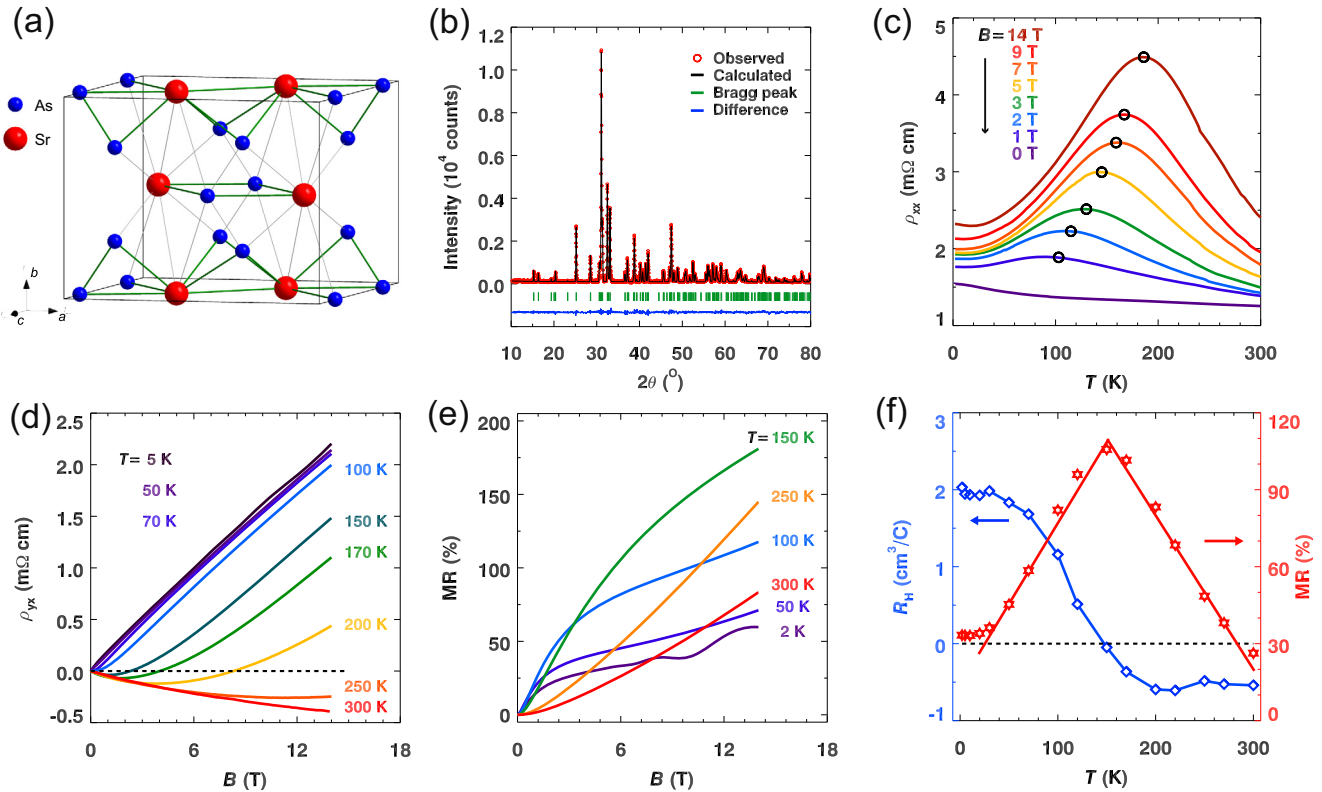 (a)
As
Sr
b
c
a
(b)
Intensity (10⁴ counts)
1.2
1.0
0.8
0.6
0.4
0.2
0.0
Observed
Calculated
Bragg peak
Difference
10 20 30 40 50 60 70 80
2θ (°)
(c)
ρxx (mΩ cm)
5
4
3
2
1
B = 14 T
9 T
7 T
5 T
3 T
2 T
1 T
0 T
0 100 200 300
T (K)
(d)
ρyx (mΩ cm)
2.5
2.0
1.5
1.0
0.5
0.0
-0.5
T = 5 K
50 K
70 K
100 K
150 K
170 K
200 K
250 K
300 K
0 6 12 18
B (T)
(e)
MR (%)
200
175
150
125
100
75
50
25
0
T = 150 K
250 K
100 K
300 K
50 K
2 K
0 6 12 18
B (T)
(f)
RH (cm³/C)
3
2
1
0
-1
120
90
60
30
0
MR (%)
0 100 200 300
T (K)